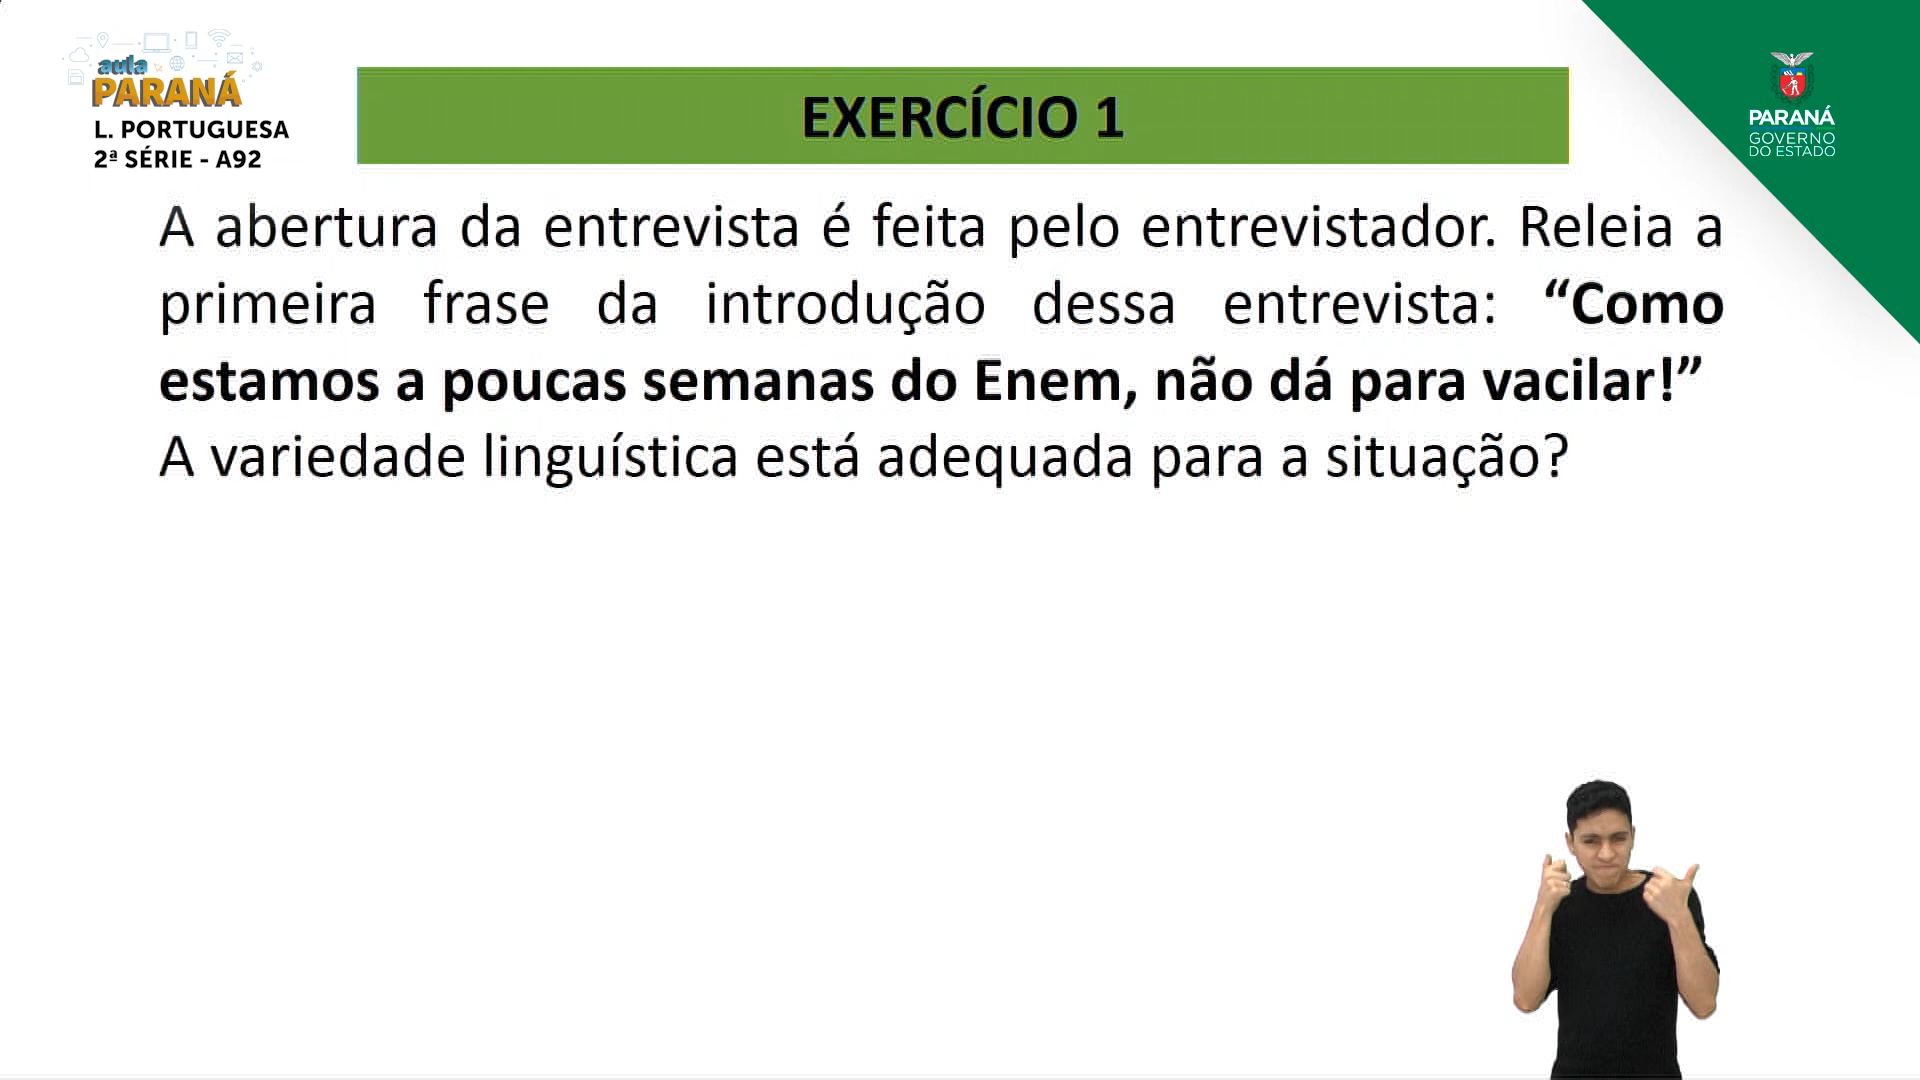 aula
PARANÁ
L. PORTUGUESA
2ª SÉRIE - A92
EXERCÍCIO 1
PARANÁ
GOVERNO
DO ESTADO
A abertura da entrevista é feita pelo entrevistador. Releia a
primeira frase da introdução dessa entrevista: “Como
estamos a poucas semanas do Enem, não dá para vacilar!”
A variedade linguística está adequada para a situação?